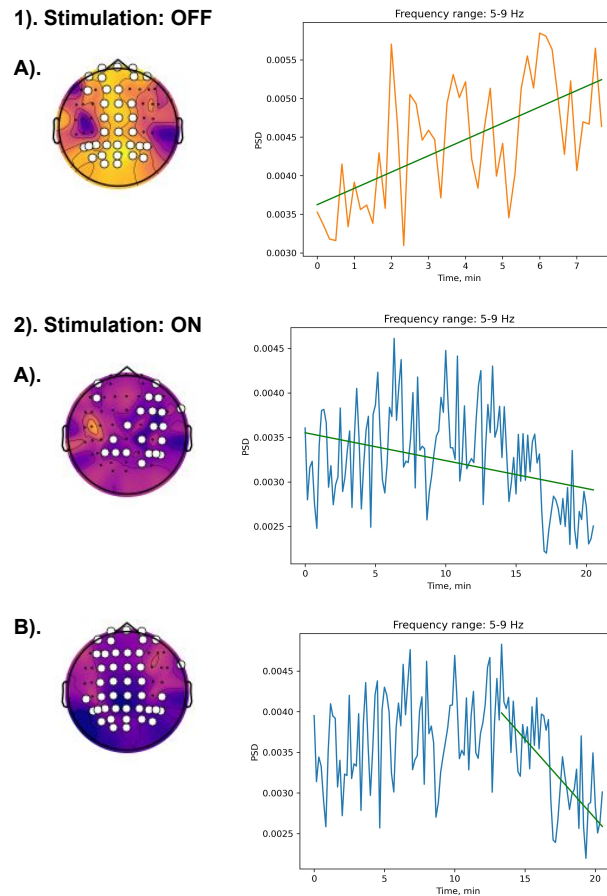 1). Stimulation: OFF
A).
Frequency range: 5-9 Hz
0.0055
0.0050
0.0045
0.0040
0.0035
0.0030
PSD
0 1 2 3 4 5 6 7
Time, min
2). Stimulation: ON
A).
Frequency range: 5-9 Hz
0.0045
0.0040
0.0035
0.0030
0.0025
PSD
0 5 10 15 20
Time, min
B).
Frequency range: 5-9 Hz
0.0045
0.0040
0.0035
0.0030
0.0025
PSD
0 5 10 15 20
Time, min